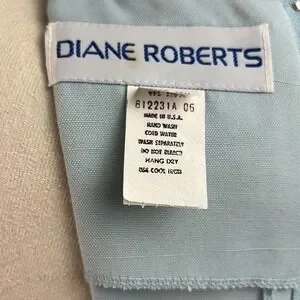 DIANE ROBERTS
612231A 06
MADE IN U.S.A.
HAND WASH
COLD WATER
WASH SEPARATELY
DO NOT BLEACH
HANG DRY
USE COOL IRON